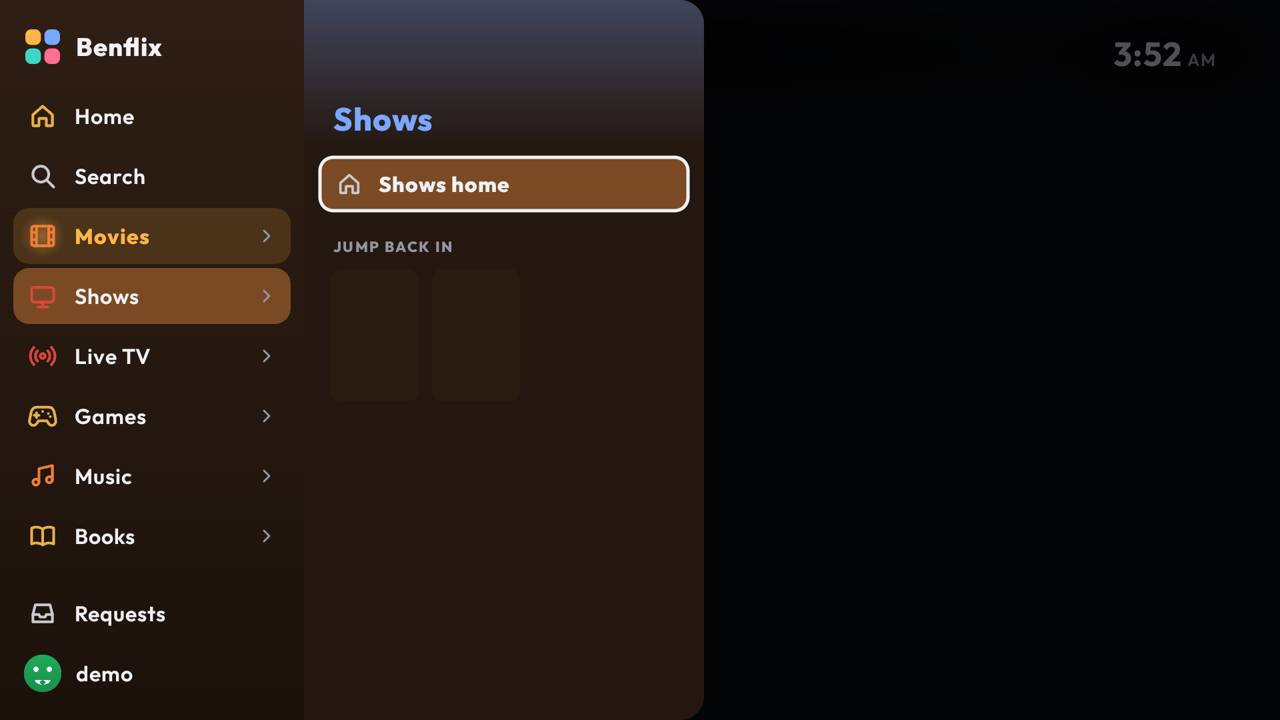 Benflix
Home
Search
Movies
Shows
Live TV
Games
Music
Books
Requests
demo
Shows
Shows home
JUMP BACK IN
3:52 AM